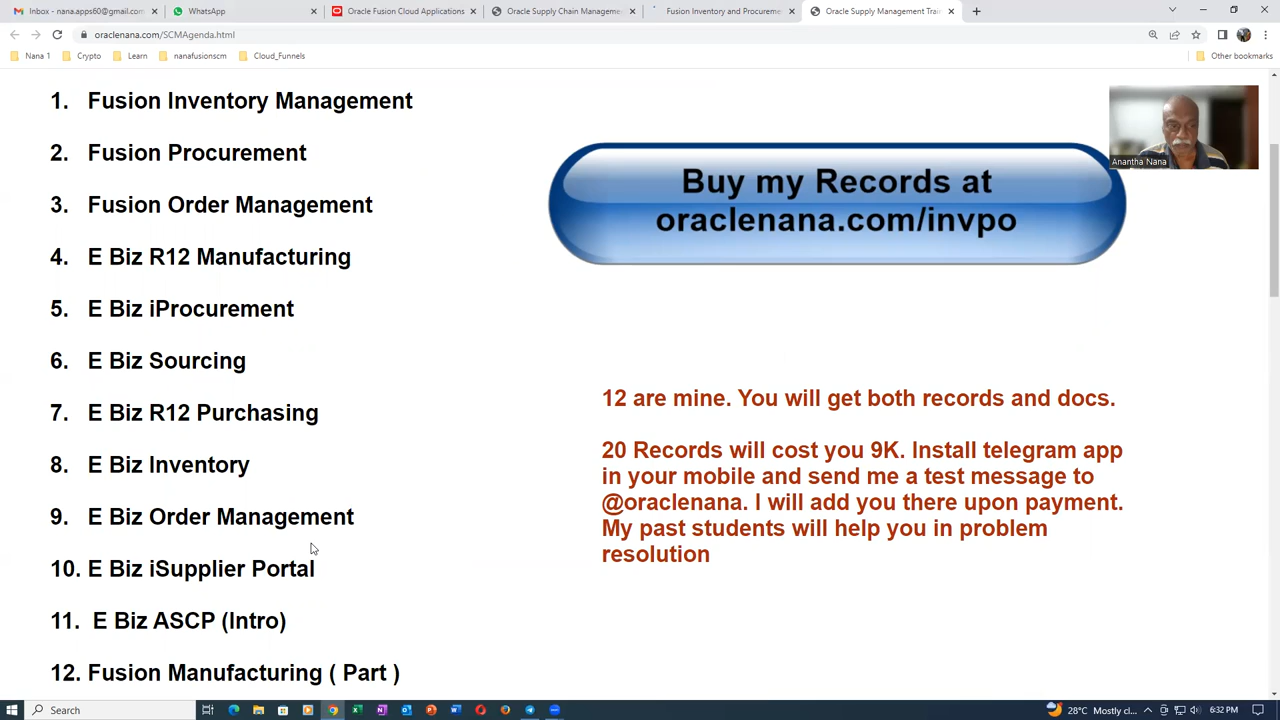 Inbox - nana.apps60@gmail.com
WhatsApp
Oracle Fusion Cloud Applications
Oracle Supply Chain Manageme
Fusion Inventory and Procureme
Oracle Supply Management Trai
oraclenana.com/SCMAgenda.html
Nana 1
Crypto
Learn
nanafusionscm
Cloud_Funnels
Other bookmarks
1. Fusion Inventory Management
2. Fusion Procurement
3. Fusion Order Management
4. E Biz R12 Manufacturing
5. E Biz iProcurement
6. E Biz Sourcing
7. E Biz R12 Purchasing
8. E Biz Inventory
9. E Biz Order Management
10. E Biz iSupplier Portal
11. E Biz ASCP (Intro)
12. Fusion Manufacturing ( Part )
Buy my Records at
oraclenana.com/invpo
Anantha Nana
12 are mine. You will get both records and docs.
20 Records will cost you 9K. Install telegram app
in your mobile and send me a test message to
@oraclenana. I will add you there upon payment.
My past students will help you in problem
resolution
Search
28°C Mostly c...
6:32 PM